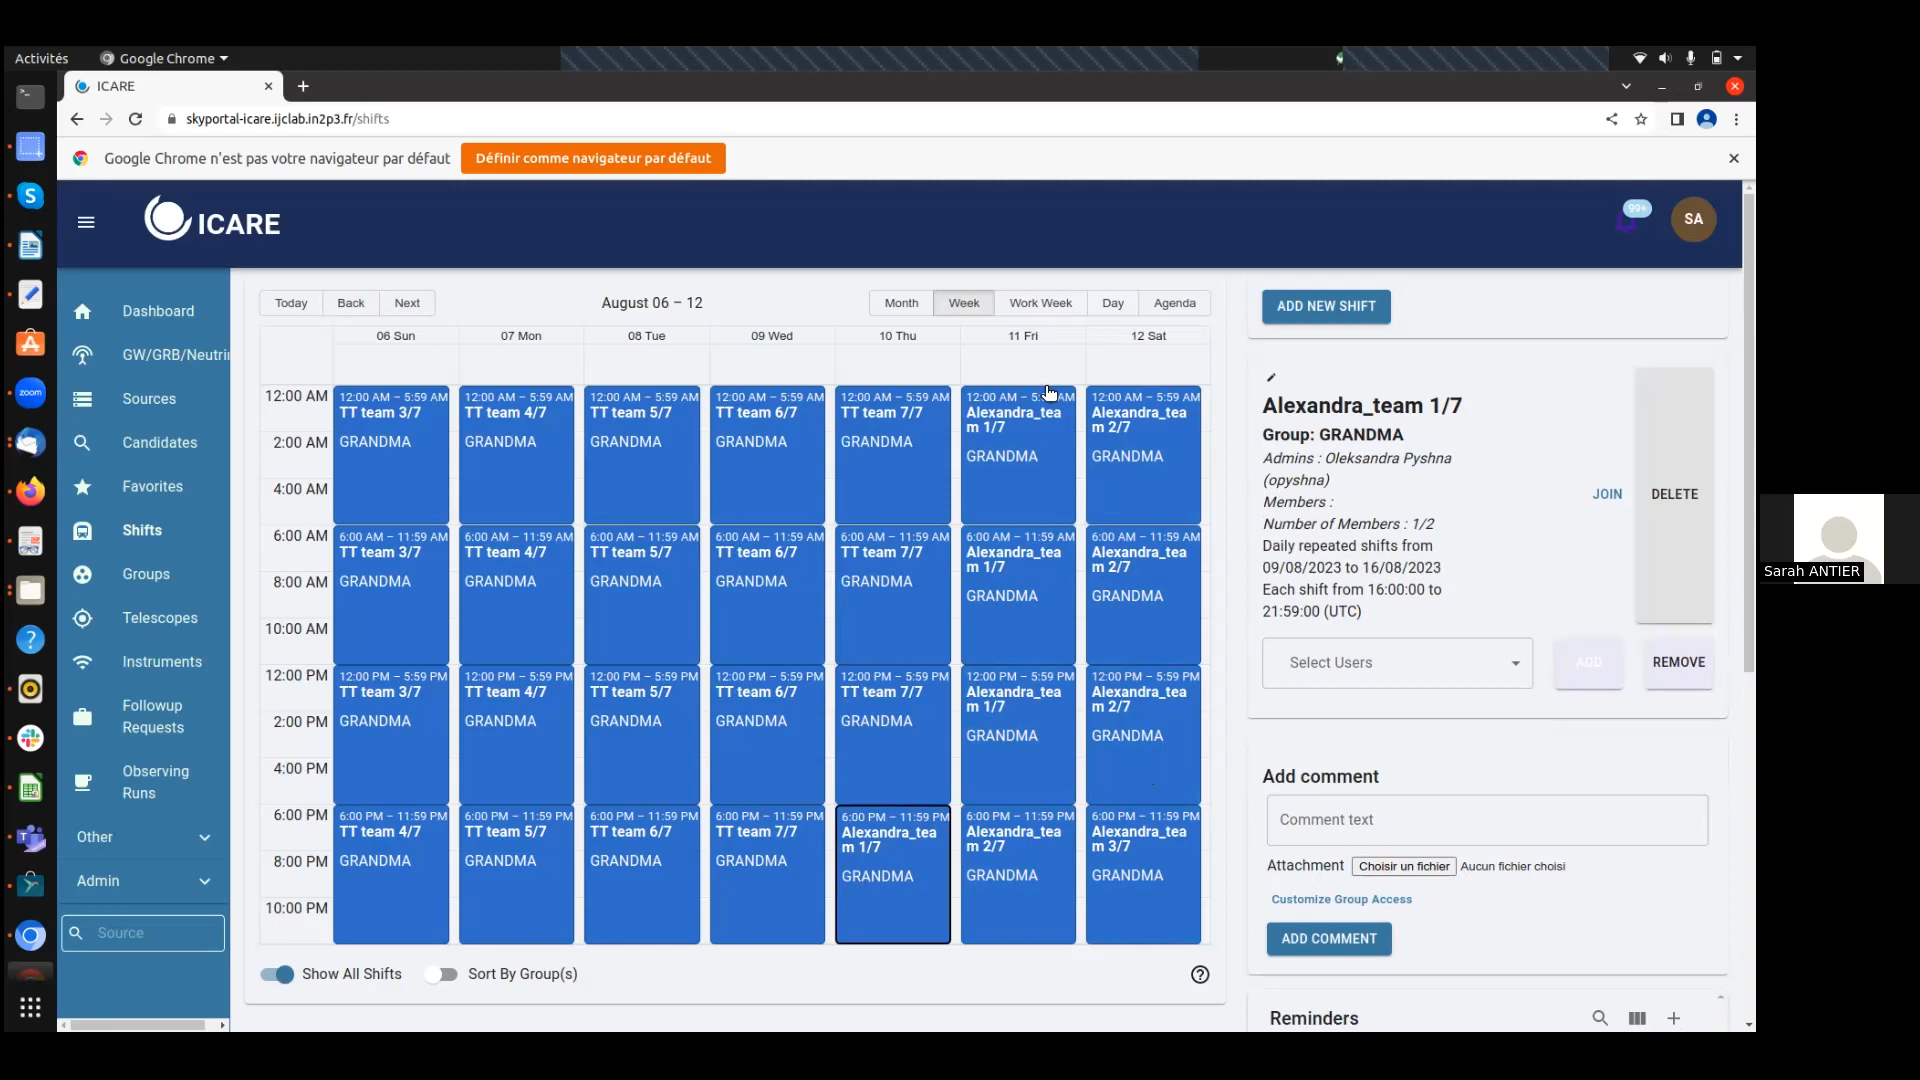 Activités
Google Chrome
ICARE
skyportal-icare.ijclab.in2p3.fr/shifts
Google Chrome n'est pas votre navigateur par défaut
Définir comme navigateur par défaut
ICARE
99+
SA
Dashboard
GW/GRB/Neutri
Sources
Candidates
Favorites
Shifts
Groups
Telescopes
Instruments
Followup
Requests
Observing
Runs
Other
Admin
Source
zoom
Today Back Next
August 06 – 12
Month Week Work Week Day Agenda
06 Sun 07 Mon 08 Tue 09 Wed 10 Thu 11 Fri 12 Sat
12:00 AM
2:00 AM
4:00 AM
6:00 AM
8:00 AM
10:00 AM
12:00 PM
2:00 PM
4:00 PM
6:00 PM
8:00 PM
10:00 PM
12:00 AM – 5:59 AM 12:00 AM – 5:59 AM 12:00 AM – 5:59 AM 12:00 AM – 5:59 AM 12:00 AM – 5:59 AM 12:00 AM – 5: AM 12:00 AM – 5:59 AM
TT team 3/7 TT team 4/7 TT team 5/7 TT team 6/7 TT team 7/7 Alexandra_tea Alexandra_tea
m 1/7 m 2/7
GRANDMA GRANDMA GRANDMA GRANDMA GRANDMA GRANDMA GRANDMA
6:00 AM – 11:59 AM 6:00 AM – 11:59 AM 6:00 AM – 11:59 AM 6:00 AM – 11:59 AM 6:00 AM – 11:59 AM 6:00 AM – 11:59 AM 6:00 AM – 11:59 AM
TT team 3/7 TT team 4/7 TT team 5/7 TT team 6/7 TT team 7/7 Alexandra_tea Alexandra_tea
m 1/7 m 2/7
GRANDMA GRANDMA GRANDMA GRANDMA GRANDMA GRANDMA GRANDMA
12:00 PM – 5:59 PM 12:00 PM – 5:59 PM 12:00 PM – 5:59 PM 12:00 PM – 5:59 PM 12:00 PM – 5:59 PM 12:00 PM – 5:59 PM 12:00 PM – 5:59 PM
TT team 3/7 TT team 4/7 TT team 5/7 TT team 6/7 TT team 7/7 Alexandra_tea Alexandra_tea
m 1/7 m 2/7
GRANDMA GRANDMA GRANDMA GRANDMA GRANDMA GRANDMA GRANDMA
6:00 PM – 11:59 PM 6:00 PM – 11:59 PM 6:00 PM – 11:59 PM 6:00 PM – 11:59 PM 6:00 PM – 11:59 PM 6:00 PM – 11:59 PM 6:00 PM – 11:59 PM
TT team 4/7 TT team 5/7 TT team 6/7 TT team 7/7 Alexandra_tea Alexandra_tea Alexandra_tea
m 1/7 m 2/7 m 3/7
GRANDMA GRANDMA GRANDMA GRANDMA GRANDMA GRANDMA GRANDMA
Show All Shifts Sort By Group(s)
ADD NEW SHIFT
Alexandra_team 1/7
Group: GRANDMA
Admins : Oleksandra Pyshna
(opyshna)
Members :
Number of Members : 1/2
Daily repeated shifts from
09/08/2023 to 16/08/2023
Each shift from 16:00:00 to
21:59:00 (UTC)
JOIN
DELETE
Select Users
ADD
REMOVE
Add comment
Comment text
Attachment Choisir un fichier Aucun fichier choisi
Customize Group Access
ADD COMMENT
Reminders
Sarah ANTIER